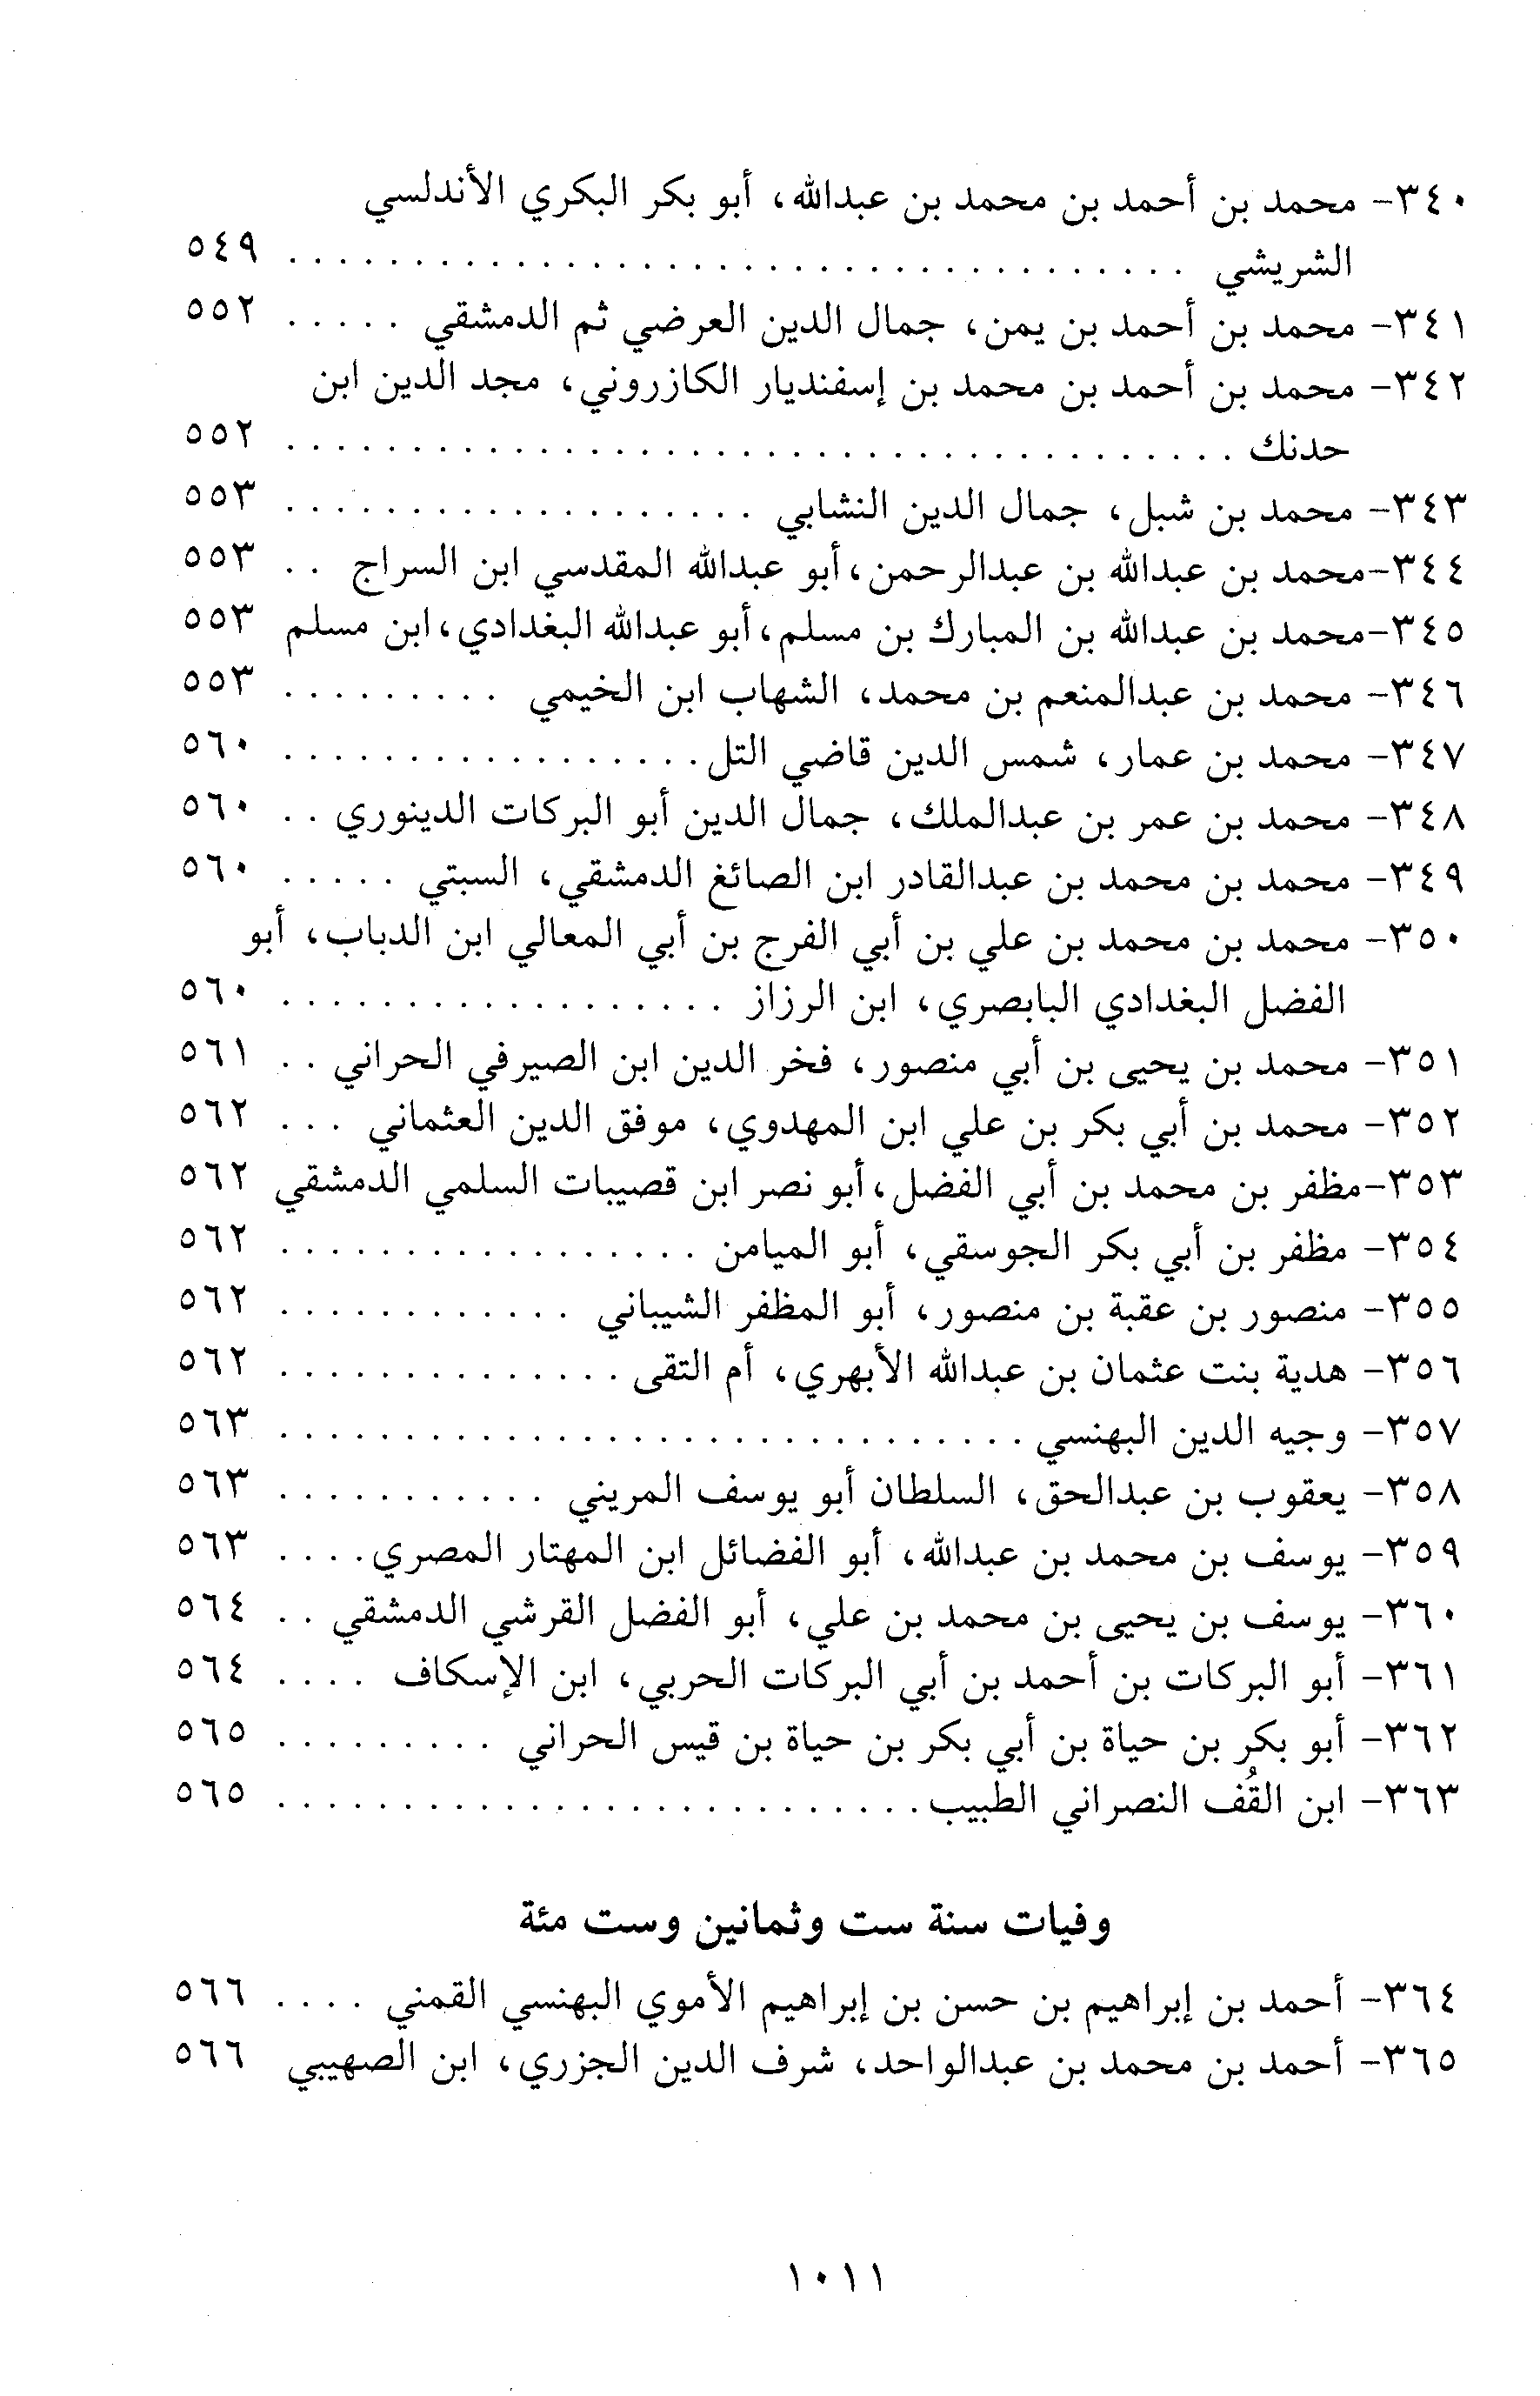 ٣٤٠- محمد بن أحمد بن محمد بن عبدالله، أبو بكر البكري الأندلسي
الشريشي . . . . . . . . . . . . . . . . . . . . . . . . . . . . . . . . . . . . ٥٤٩
٣٤١- محمد بن أحمد بن يمن، جمال الدين العرضي ثم الدمشقي . . . . . ٥٥٢
٣٤٢- محمد بن أحمد بن محمد بن إسفنديار الكازروني، مجد الدين ابن
حدنك . . . . . . . . . . . . . . . . . . . . . . . . . . . . . . . . . . . . . . ٥٥٢
٣٤٣- محمد بن شبل، جمال الدين النشابي . . . . . . . . . . . . . . . . . . . ٥٥٣
٣٤٤-محمد بن عبدالله بن عبدالرحمن، أبو عبدالله المقدسي ابن السراج . . ٥٥٣
٣٤٥-محمد بن عبدالله بن المبارك بن مسلم، أبو عبدالله البغدادي، ابن مسلم ٥٥٣
٣٤٦- محمد بن عبدالمنعم بن محمد، الشهاب ابن الخيمي . . . . . . . . . ٥٥٣
٣٤٧- محمد بن عمار، شمس الدين قاضي التل . . . . . . . . . . . . . . . . . ٥٦٠
٣٤٨- محمد بن عمر بن عبدالملك، جمال الدين أبو البركات الدينوري . . ٥٦٠
٣٤٩- محمد بن محمد بن عبدالقادر ابن الصائغ الدمشقي، السبتي . . . . . . ٥٦٠
٣٥٠- محمد بن محمد بن علي بن أبي الفرج بن أبي المعالي ابن الدباب، أبو
الفضل البغدادي البابصري، ابن الرزاز . . . . . . . . . . . . . . . . . . ٥٦٠
٣٥١- محمد بن يحيى بن أبي منصور، فخر الدين ابن الصيرفي الحراني . . ٥٦١
٣٥٢- محمد بن أبي بكر بن علي ابن المهدوي، موفق الدين العثماني . . . ٥٦٢
٣٥٣-مظفر بن محمد بن أبي الفضل، أبو نصر ابن قصيبات السلمي الدمشقي ٥٦٢
٣٥٤- مظفر بن أبي بكر الجوسقي، أبو الميامن . . . . . . . . . . . . . . . . . ٥٦٢
٣٥٥- منصور بن عقبة بن منصور، أبو المظفر الشيباني . . . . . . . . . . . . ٥٦٢
٣٥٦- هدية بنت عثمان بن عبدالله الأبهري، أم التقى . . . . . . . . . . . . . . ٥٦٢
٣٥٧- وجيه الدين البهنسي . . . . . . . . . . . . . . . . . . . . . . . . . . . . . . ٥٦٣
٣٥٨- يعقوب بن عبدالحق، السلطان أبو يوسف المريني . . . . . . . . . . . ٥٦٣
٣٥٩- يوسف بن محمد بن عبدالله، أبو الفضائل ابن المهتار المصري . . . . ٥٦٣
٣٦٠- يوسف بن يحيى بن محمد بن علي، أبو الفضل القرشي الدمشقي . . ٥٦٤
٣٦١- أبو البركات بن أحمد بن أبي البركات الحربي، ابن الإسكاف . . . . ٥٦٤
٣٦٢- أبو بكر بن حياة بن أبي بكر بن حياة بن قيس الحراني . . . . . . . . . ٥٦٥
٣٦٣- ابن القُف النصراني الطبيب . . . . . . . . . . . . . . . . . . . . . . . . . . ٥٦٥
وفيات سنة ست وثمانين وست مئة
٣٦٤- أحمد بن إبراهيم بن حسن بن إبراهيم الأموي البهنسي القمني . . . . ٥٦٦
٣٦٥- أحمد بن محمد بن عبدالواحد، شرف الدين الجزري، ابن الصهيبي ٥٦٦
١٠١١